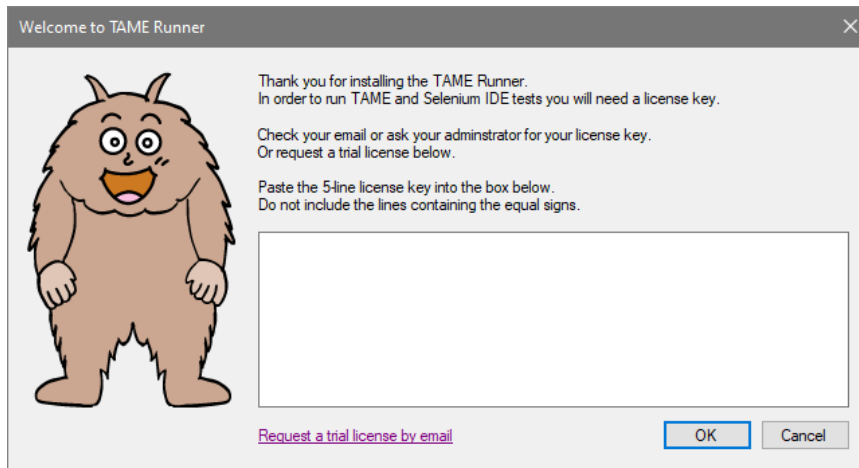 Welcome to TAME Runner
Thank you for installing the TAME Runner.
In order to run TAME and Selenium IDE tests you will need a license key.
Check your email or ask your adminstrator for your license key.
Or request a trial license below.
Paste the 5-line license key into the box below.
Do not include the lines containing the equal signs.
Request a trial license by email
OK
Cancel